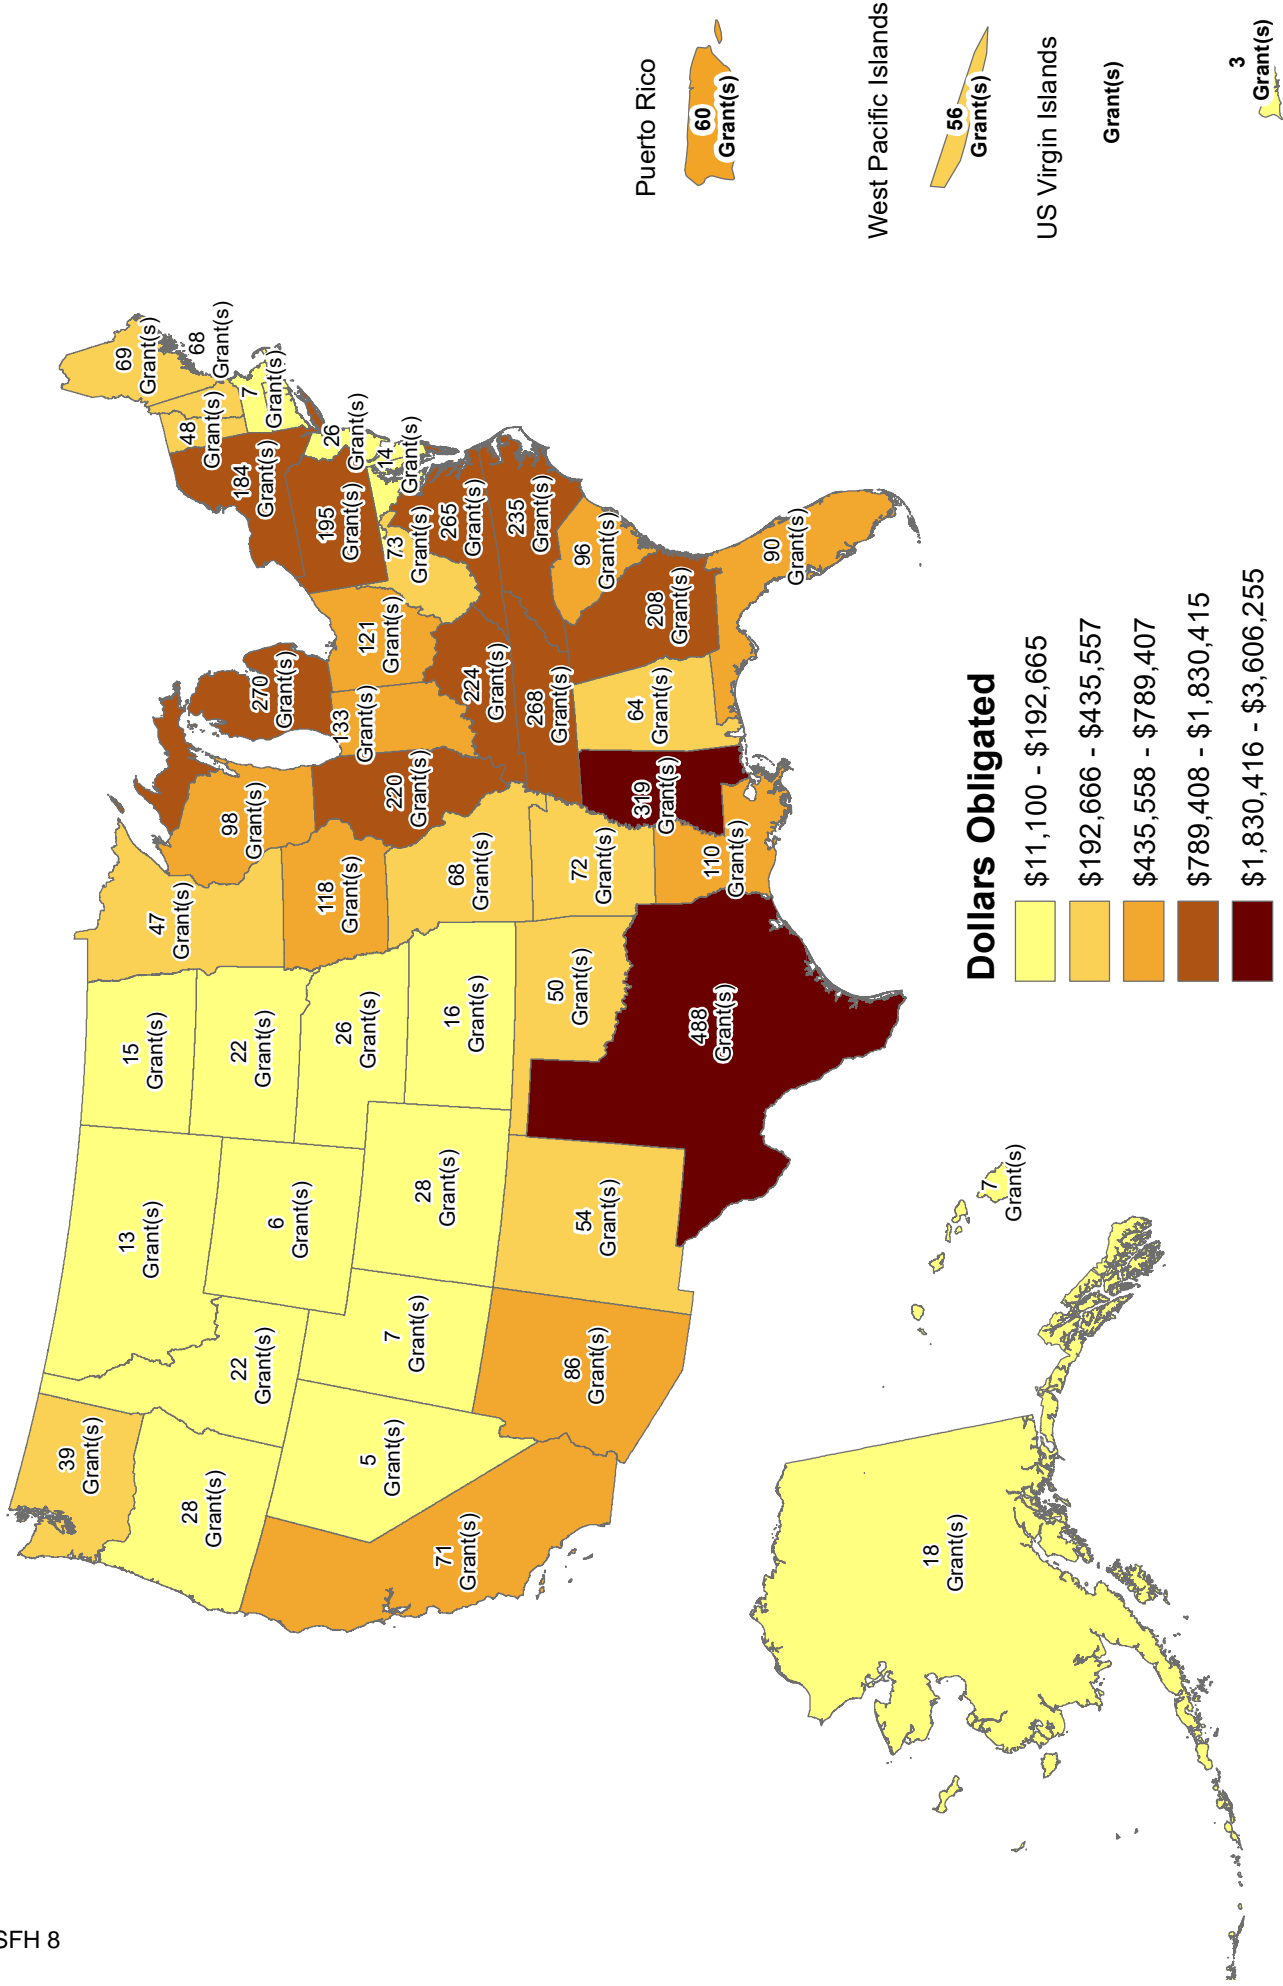 SFH 8
39
Grant(s)
28
Grant(s)
71
Grant(s)
5
Grant(s)
22
Grant(s)
13
Grant(s)
6
Grant(s)
7
Grant(s)
86
Grant(s)
28
Grant(s)
54
Grant(s)
15
Grant(s)
22
Grant(s)
26
Grant(s)
16
Grant(s)
50
Grant(s)
488
Grant(s)
47
Grant(s)
118
Grant(s)
68
Grant(s)
72
Grant(s)
110
Grant(s)
98
Grant(s)
220
Grant(s)
319
Grant(s)
270
Grant(s)
133
Grant(s)
121
Grant(s)
224
Grant(s)
268
Grant(s)
64
Grant(s)
208
Grant(s)
90
Grant(s)
96
Grant(s)
235
Grant(s)
265
Grant(s)
73
Grant(s)
195
Grant(s)
184
Grant(s)
48
Grant(s)
69
Grant(s)
68
Grant(s)
7
Grant(s)
26
Grant(s)
14
Grant(s)
18
Grant(s)
7
Grant(s)
Dollars Obligated
$11,100 - $192,665
$192,666 - $435,557
$435,558 - $789,407
$789,408 - $1,830,415
$1,830,416 - $3,606,255
Puerto Rico
60
Grant(s)
West Pacific Islands
56
Grant(s)
US Virgin Islands
Grant(s)
3
Grant(s)